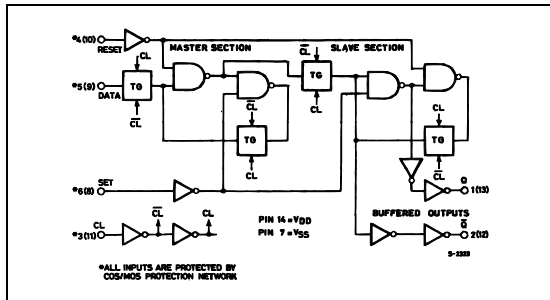 *4(10)
RESET
MASTER SECTION
CL
SLAVE SECTION
CL
*5(9)
DATA
TG
CL
TG
CL
CL
TG
CL
CL
TG
CL
*6(8)
SET
Q
1(13)
*3(11)
CL
CL
CL
PIN 14 = VDD
PIN 7 = VSS
BUFFERED OUTPUTS
Q
2(12)
S-2323
*ALL INPUTS ARE PROTECTED BY
COS/MOS PROTECTION NETWORK